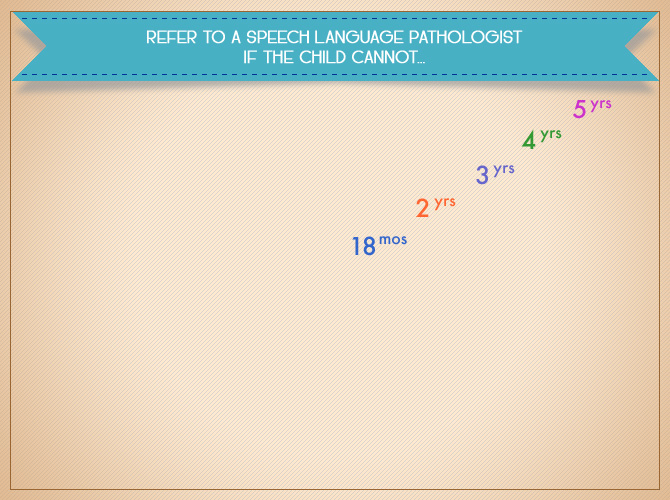 REFER TO A SPEECH LANGUAGE PATHOLOGIST
IF THE CHILD CANNOT...
5 yrs
4 yrs
3 yrs
2 yrs
18 mos